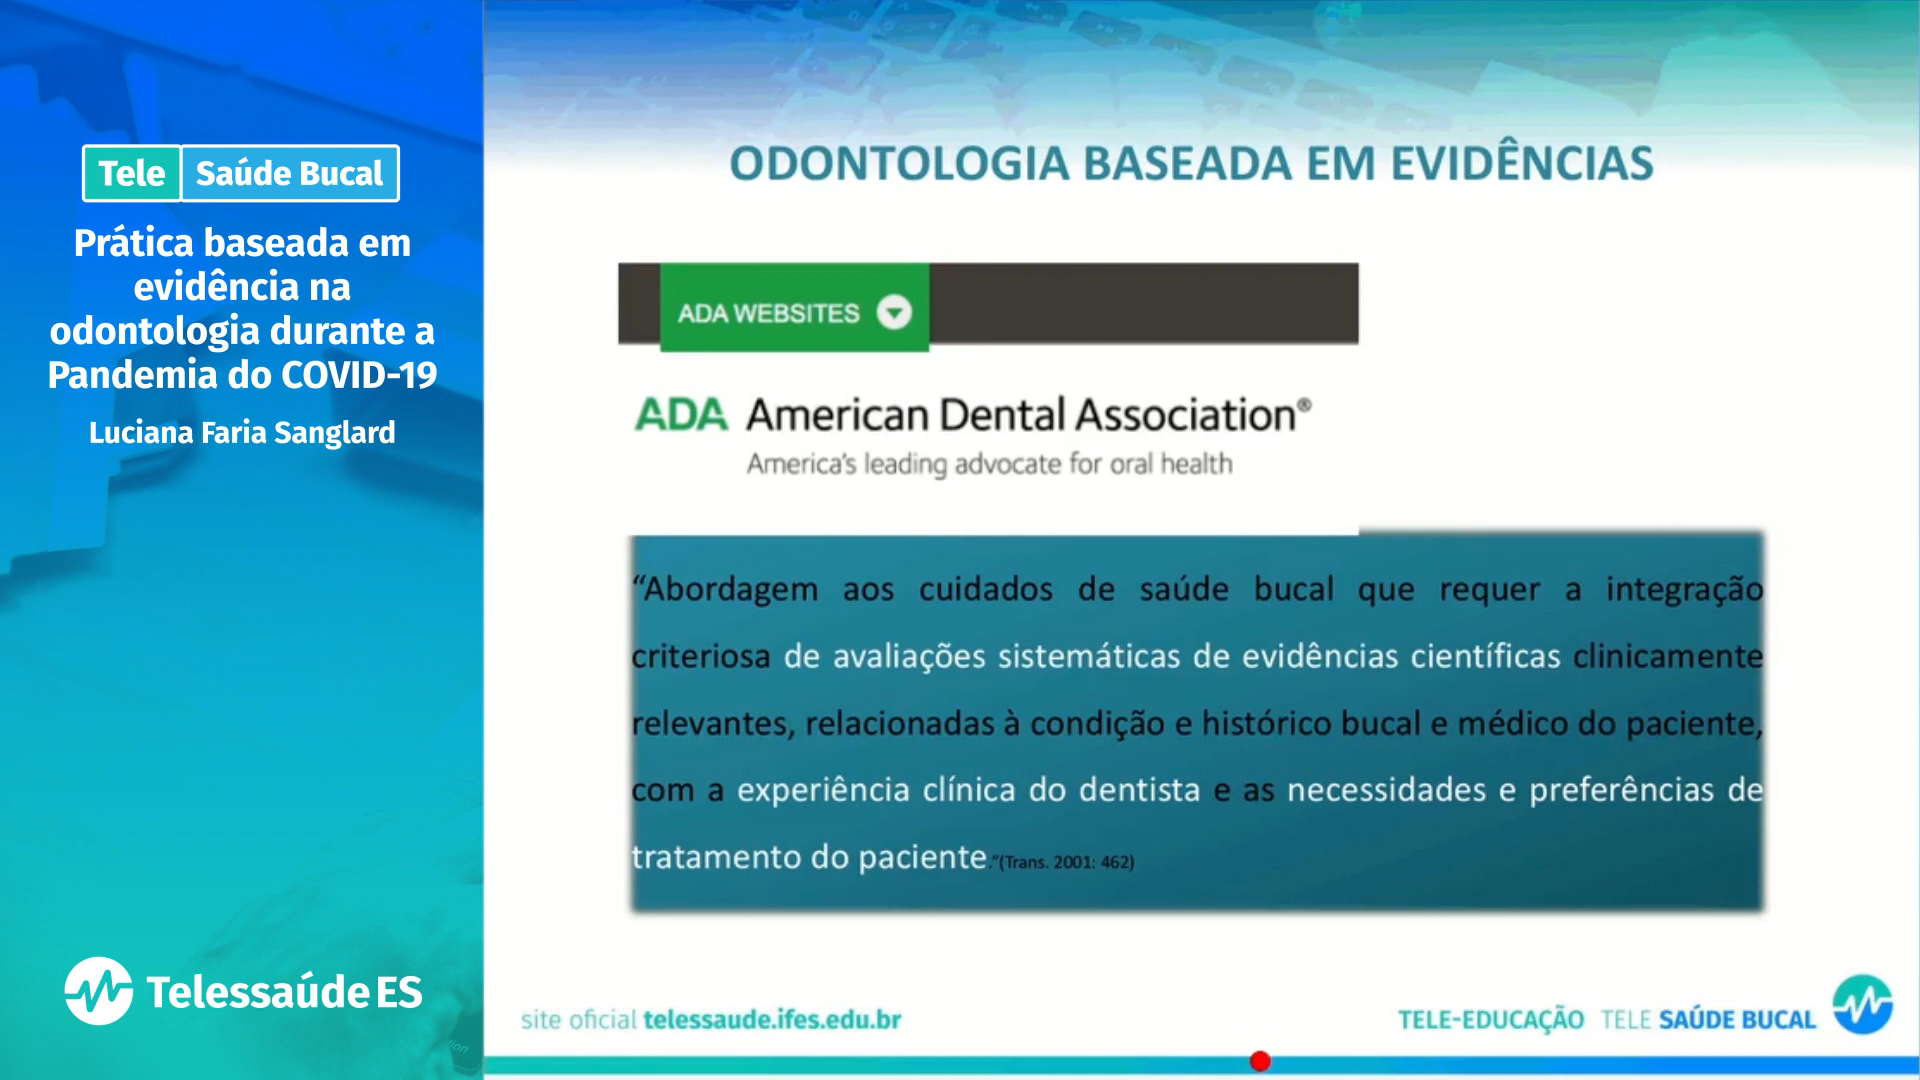 Tele Saúde Bucal
Prática baseada em
evidência na
odontologia durante a
Pandemia do COVID-19
Luciana Faria Sanglard
TelessaúdeES
ODONTOLOGIA BASEADA EM EVIDÊNCIAS
ADA WEBSITES
ADA American Dental Association®
America's leading advocate for oral health
“Abordagem aos cuidados de saúde bucal que requer a integração
criteriosa de avaliações sistemáticas de evidências científicas clinicamente
relevantes, relacionadas à condição e histórico bucal e médico do paciente,
com a experiência clínica do dentista e as necessidades e preferências de
tratamento do paciente.”(Trans. 2001: 462)
site oficial telessaude.ifes.edu.br
TELE-EDUCAÇÃO TELE SAÚDE BUCAL